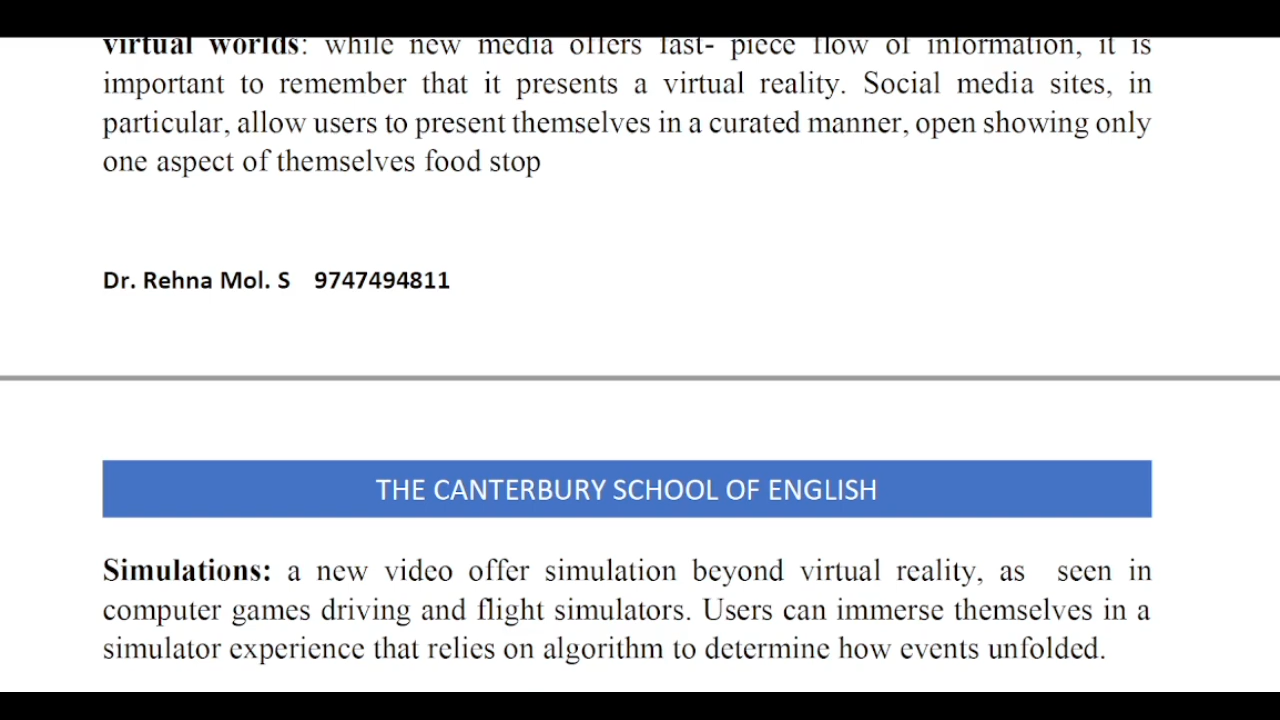 virtual worlds: while new media offers fast- piece flow of information, it is
important to remember that it presents a virtual reality. Social media sites, in
particular, allow users to present themselves in a curated manner, open showing only
one aspect of themselves food stop
Dr. Rehna Mol. S 9747494811
THE CANTERBURY SCHOOL OF ENGLISH
Simulations: a new video offer simulation beyond virtual reality, as seen in
computer games driving and flight simulators. Users can immerse themselves in a
simulator experience that relies on algorithm to determine how events unfolded.